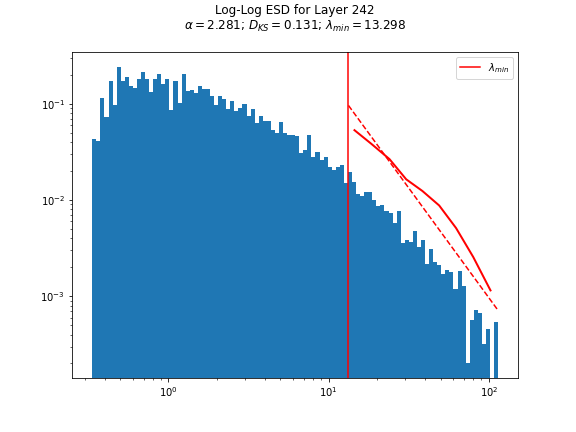 Log-Log ESD for Layer 242
α = 2.281; D_KS = 0.131; λ_min = 13.298
λ_min
10⁻¹
10⁻²
10⁻³
10⁰ 10¹ 10²